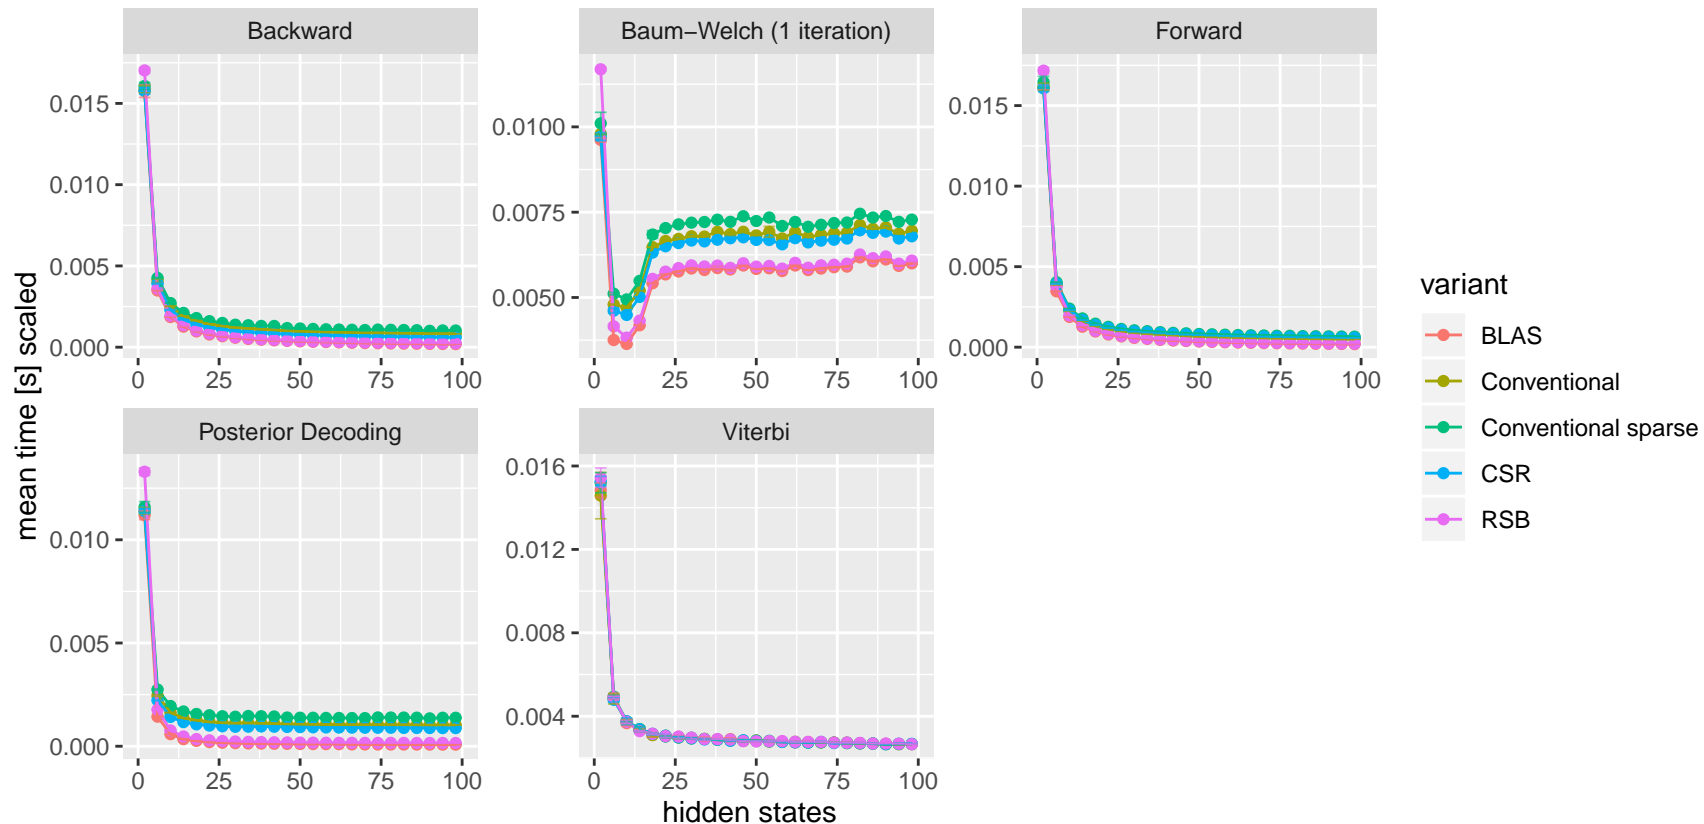 Backward
Baum−Welch (1 iteration)
Forward
0.015
0.010
0.005
0.000
0.0100
0.0075
0.0050
0.015
0.010
0.005
0.000
0 25 50 75 100
0 25 50 75 100
0 25 50 75 100
Posterior Decoding
Viterbi
0.010
0.005
0.000
0.016
0.012
0.008
0.004
0 25 50 75 100
0 25 50 75 100
mean time [s] scaled
hidden states
variant
BLAS
Conventional
Conventional sparse
CSR
RSB